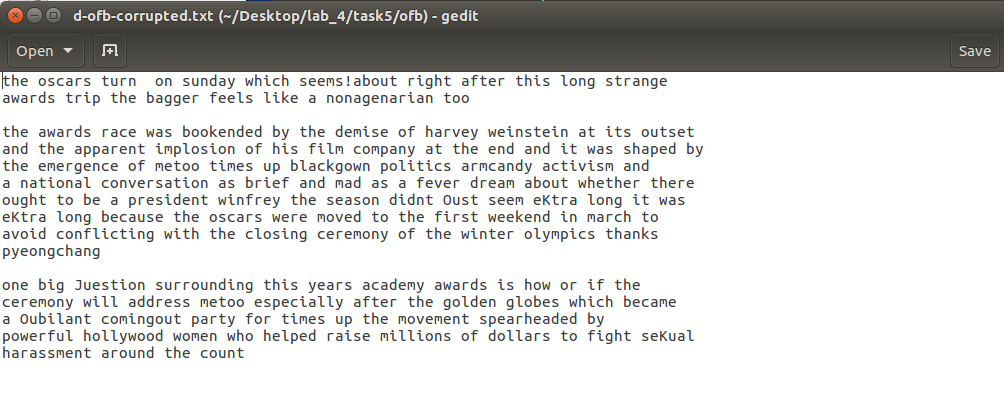 d-ofb-corrupted.txt (~/Desktop/lab_4/task5/ofb) - gedit
Open
Save
the oscars turn  on sunday which seems!about right after this long strange
awards trip the bagger feels like a nonagenarian too
the awards race was bookended by the demise of harvey weinstein at its outset
and the apparent implosion of his film company at the end and it was shaped by
the emergence of metoo times up blackgown politics armcandy activism and
a national conversation as brief and mad as a fever dream about whether there
ought to be a president winfrey the season didnt Oust seem eKtra long it was
eKtra long because the oscars were moved to the first weekend in march to
avoid conflicting with the closing ceremony of the winter olympics thanks
pyeongchang
one big Juestion surrounding this years academy awards is how or if the
ceremony will address metoo especially after the golden globes which became
a Oubilant comingout party for times up the movement spearheaded by
powerful hollywood women who helped raise millions of dollars to fight seKual
harassment around the count